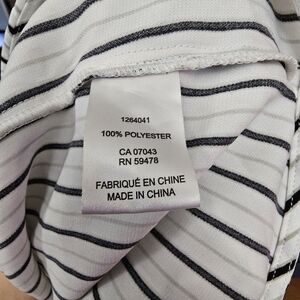 1264041
100% POLYESTER
CA 07043
RN 59478
FABRIQUÉ EN CHINE
MADE IN CHINA